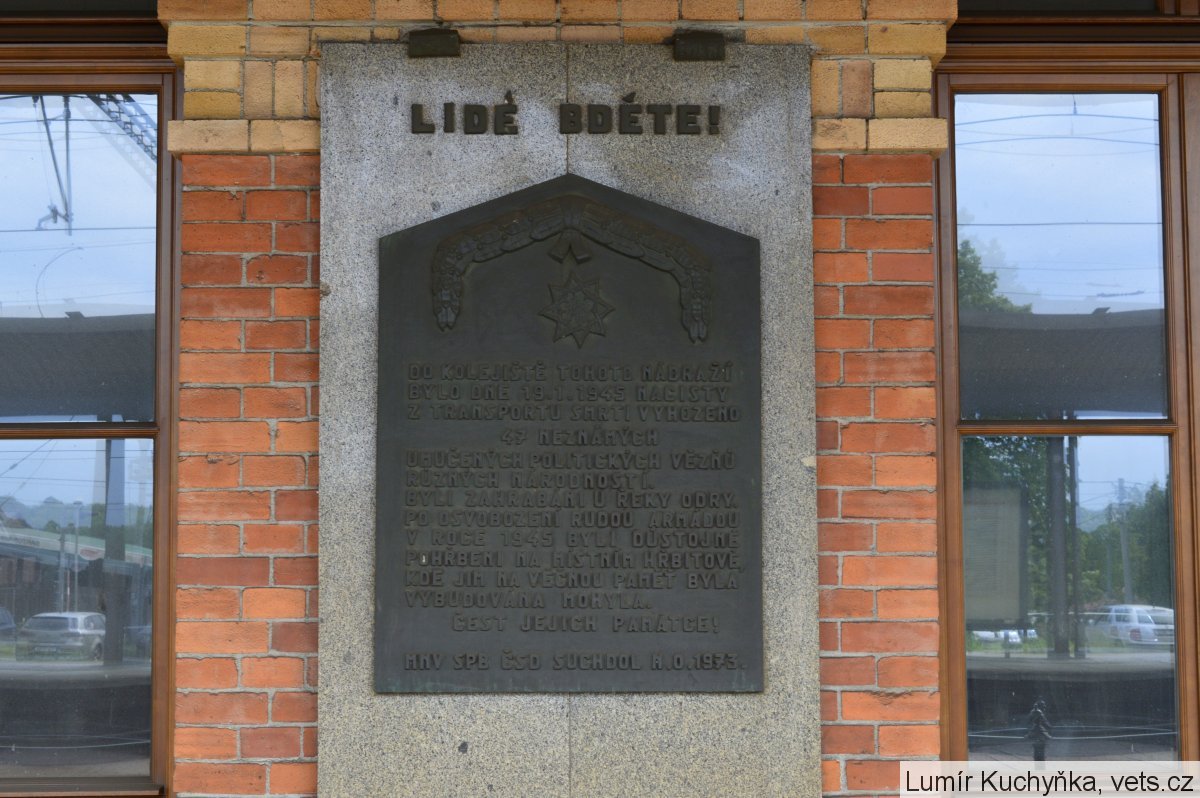 LIDÉ BDĚTE!
DO KOLEJIŠTĚ TOHOTO NÁDRAŽÍ
BYLO DNE 19.1.1945 NACISTY
Z TRANSPORTU SMRTI VYHOZENO
47 NEZNÁMÝCH
UMUČENÝCH POLITICKÝCH VĚZŇŮ
RŮZNÝCH NÁRODNOSTÍ.
BYLI ZAHRABÁNI U ŘEKY ODRY.
PO OSVOBOZENÍ RUDOU ARMÁDOU
V ROCE 1945 BYLI DŮSTOJNĚ
POHŘBENI NA MÍSTNÍM HŘBITOVĚ,
KDE JIM NA VĚČNOU PAMĚŤ BYLA
VYBUDOVÁNA MOHYLA.
ČEST JEJICH PAMÁTCE!
MNV SPB ČSD SUCHDOL N.O.1973.
Lumír Kuchyňka, vets.cz